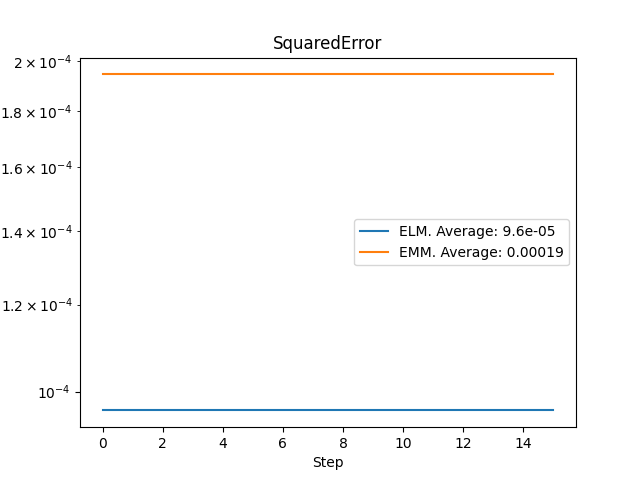 SquaredError
2 × 10⁻⁴
1.8 × 10⁻⁴
1.6 × 10⁻⁴
1.4 × 10⁻⁴
1.2 × 10⁻⁴
10⁻⁴
ELM. Average: 9.6e-05
EMM. Average: 0.00019
0 2 4 6 8 10 12 14
Step